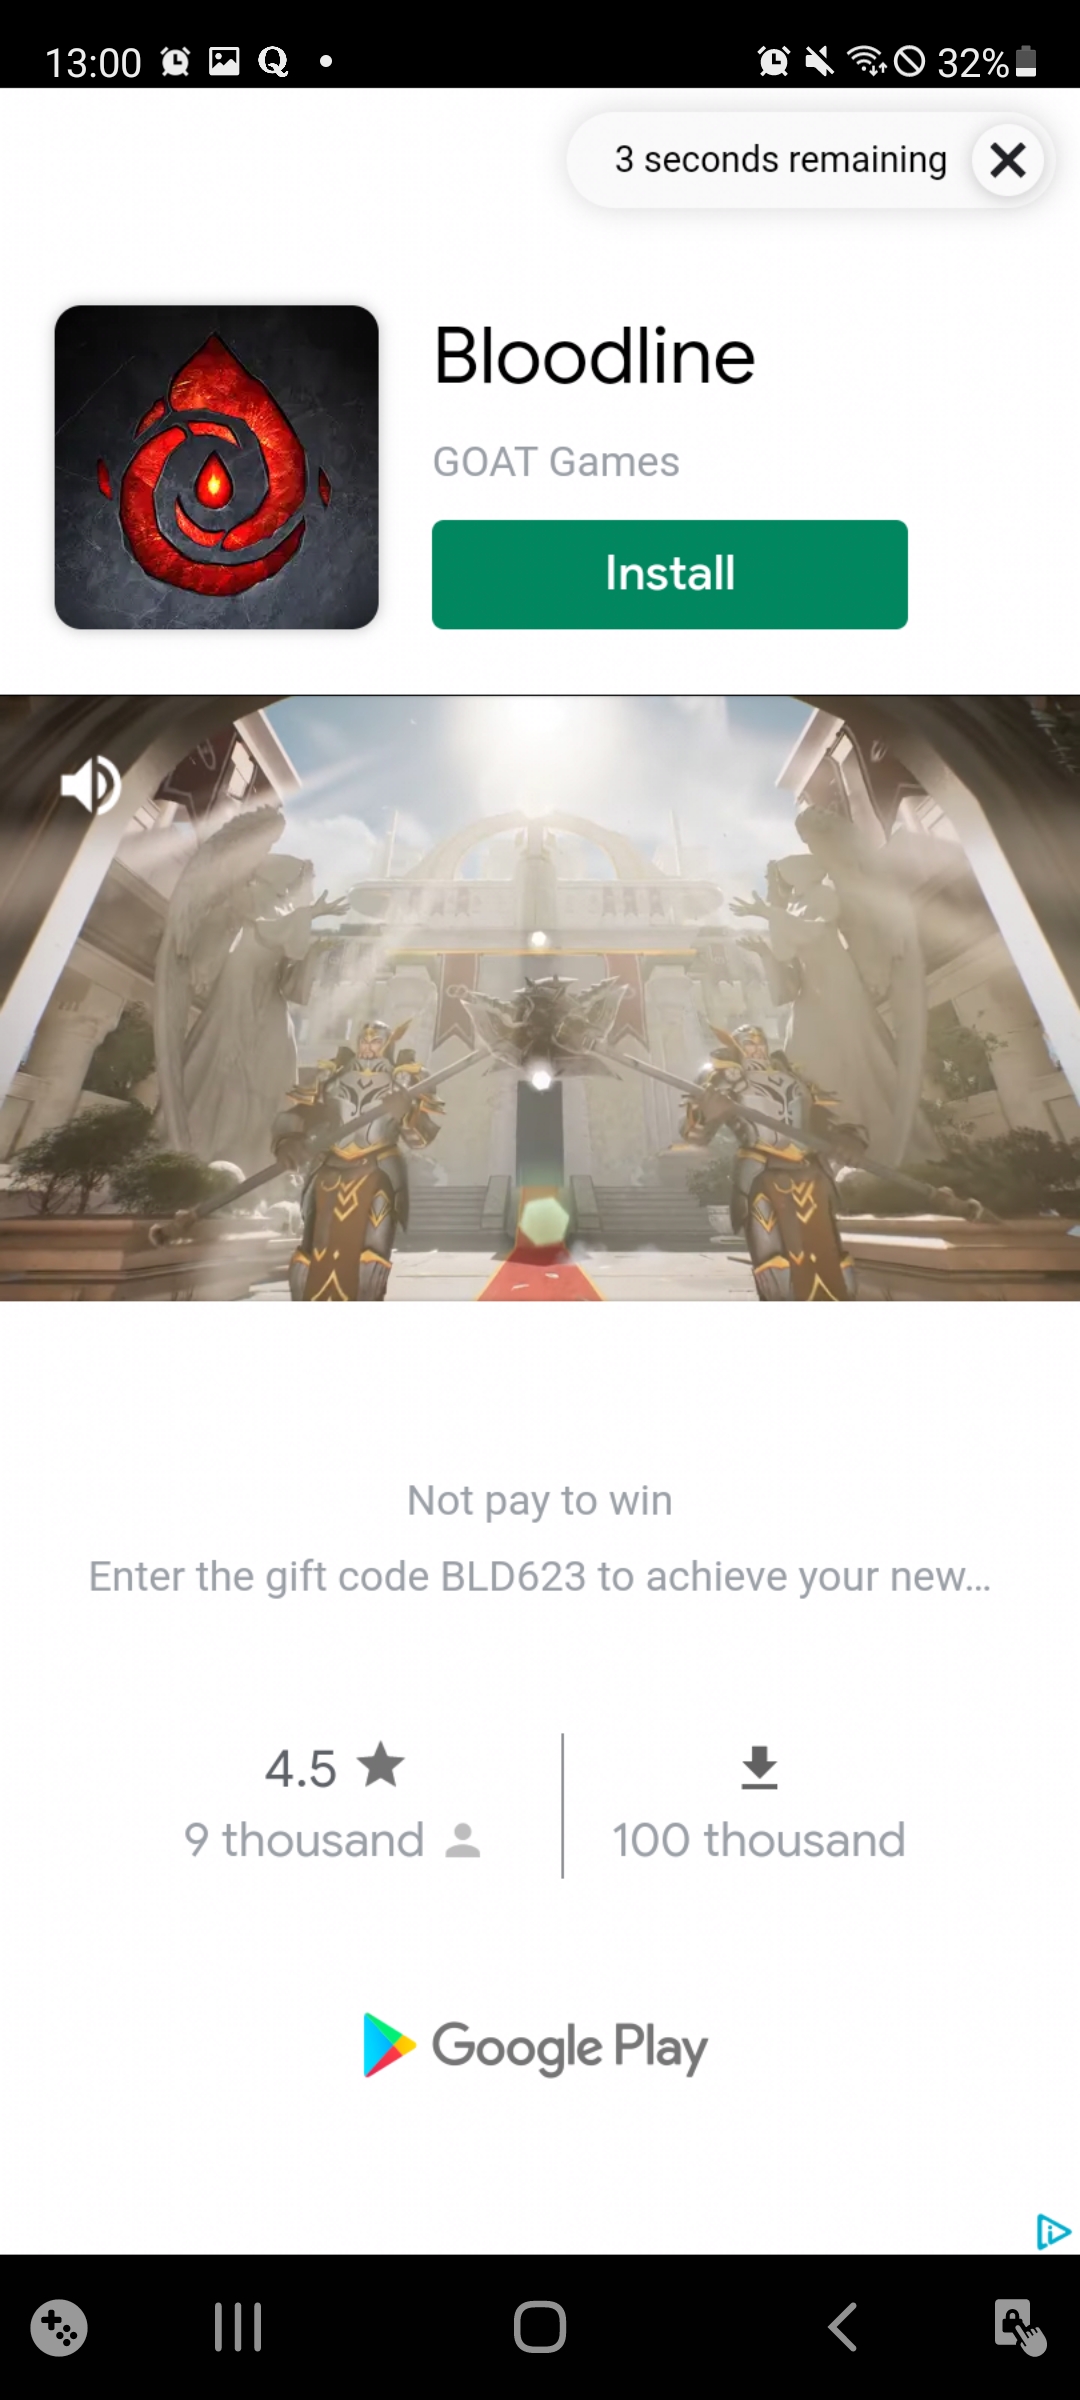 13:00
32%
3 seconds remaining
Bloodline
GOAT Games
Install
Not pay to win
Enter the gift code BLD623 to achieve your new...
4.5
9 thousand
100 thousand
Google Play